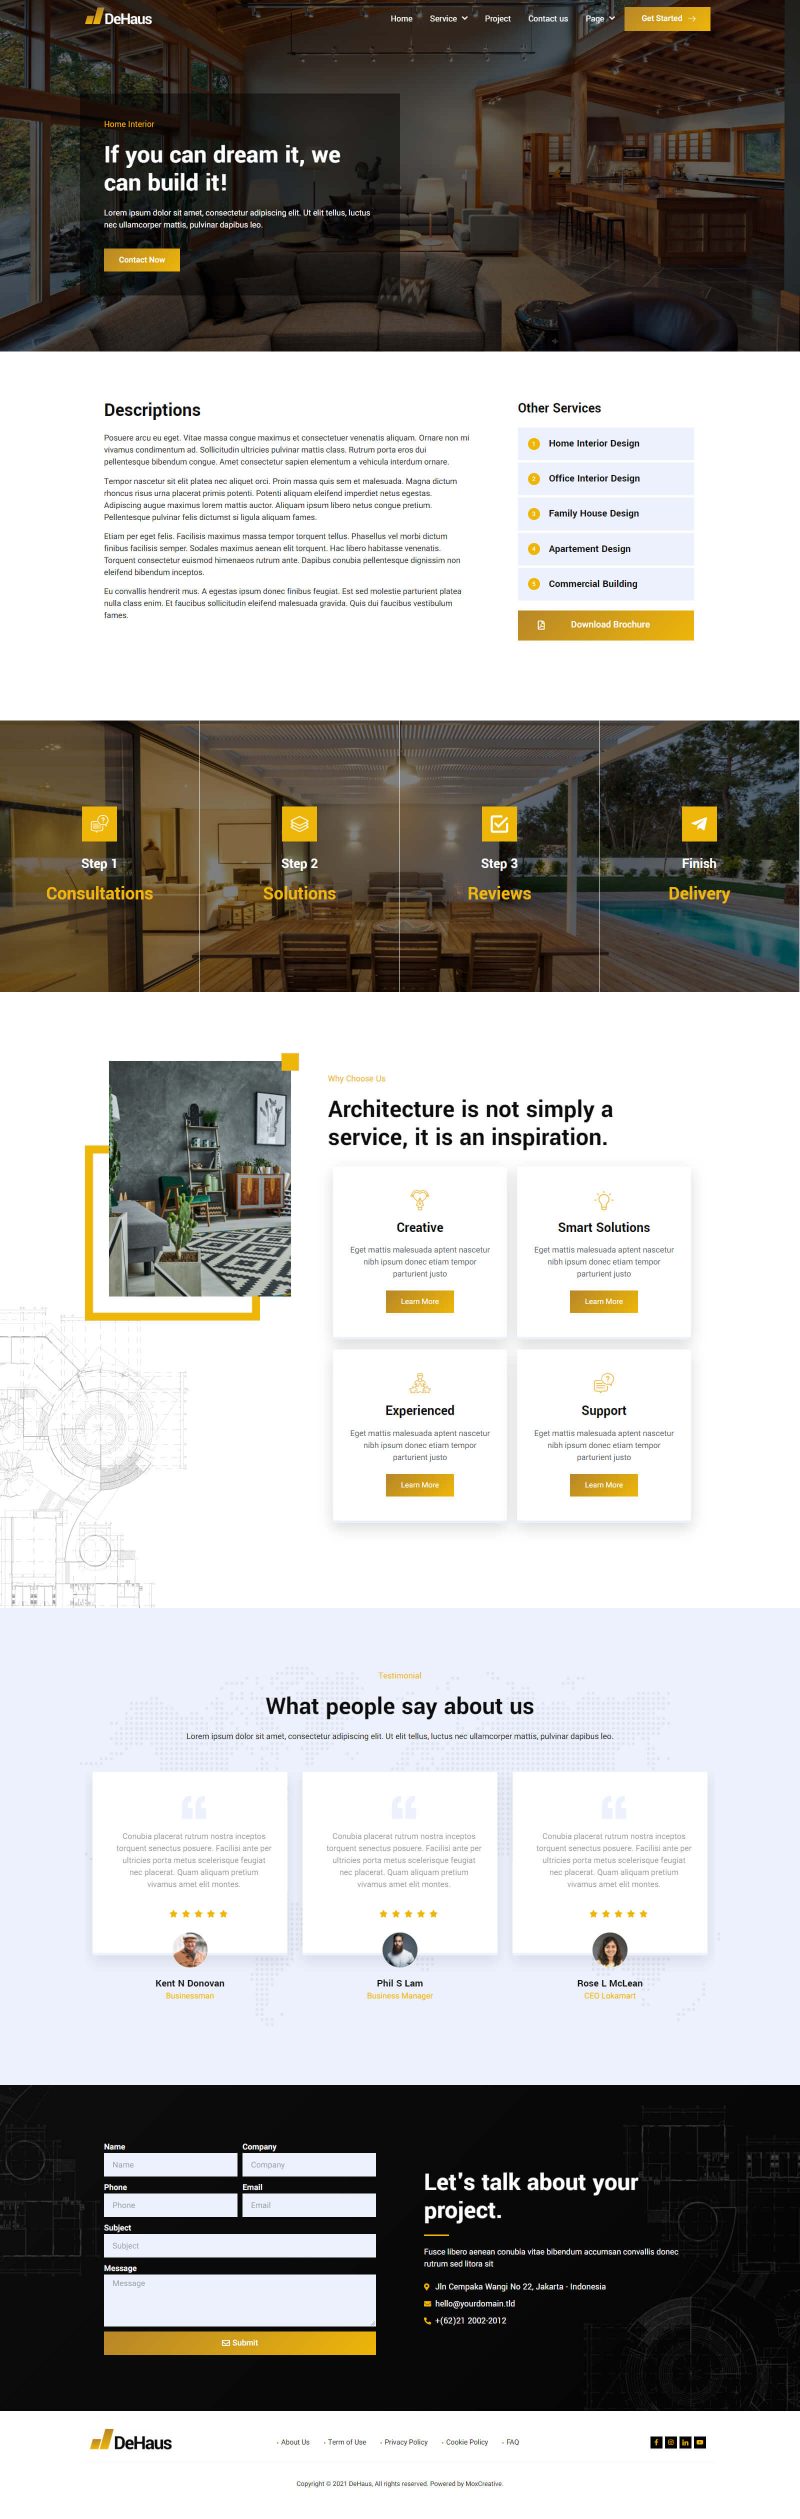 DeHaus
Home Service Project Contact us Page Get Started
Home Interior
If you can dream it, we
can build it!
Lorem ipsum dolor sit amet, consectetur adipiscing elit. Ut elit tellus, luctus
nec ullamcorper mattis, pulvinar dapibus leo.
Contact Now
Descriptions
Posuere arcu eu eget. Vitae massa congue maximus et consectetuer venenatis aliquam. Ornare non mi
vivamus condimentum ad. Sollicitudin ultricies pulvinar mattis class. Rutrum porta eros dui
pellentesque bibendum congue. Amet consectetur sapien elementum a vehicula interdum ornare.
Tempor nascetur sit elit platea nec aliquet orci. Proin massa quis sem et malesuada. Magna dictum
rhoncus risus urna placerat primis potenti. Potenti aliquam eleifend imperdiet netus egestas.
Adipiscing augue maximus lorem mattis auctor. Aliquam ipsum libero netus congue pretium.
Pellentesque pulvinar felis dictumst si ligula aliquam fames.
Etiam per eget felis. Facilisis maximus massa tempor torquent tellus. Phasellus vel morbi dictum
finibus facilisis semper. Sodales maximus aenean elit torquent. Hac libero habitasse venenatis.
Torquent consectetur euismod himenaeos rutrum ante. Dapibus conubia pellentesque dignissim non
eleifend bibendum inceptos.
Eu convallis hendrerit mus. A egestas ipsum donec finibus feugiat. Est sed molestie parturient platea
nulla class enim. Et faucibus sollicitudin eleifend malesuada gravida. Quis dui faucibus vestibulum
fames.
Other Services
1 Home Interior Design
2 Office Interior Design
3 Family House Design
4 Apartement Design
5 Commercial Building
Download Brochure
Step 1
Consultations
Step 2
Solutions
Step 3
Reviews
Finish
Delivery
Why Choose Us
Architecture is not simply a
service, it is an inspiration.
Creative
Eget mattis malesuada aptent nascetur
nibh ipsum donec etiam tempor
parturient justo
Learn More
Smart Solutions
Eget mattis malesuada aptent nascetur
nibh ipsum donec etiam tempor
parturient justo
Learn More
Experienced
Eget mattis malesuada aptent nascetur
nibh ipsum donec etiam tempor
parturient justo
Learn More
Support
Eget mattis malesuada aptent nascetur
nibh ipsum donec etiam tempor
parturient justo
Learn More
Testimonial
What people say about us
Lorem ipsum dolor sit amet, consectetur adipiscing elit. Ut elit tellus, luctus nec ullamcorper mattis, pulvinar dapibus leo.
Conubia placerat rutrum nostra inceptos
torquent senectus posuere. Facilisi ante per
ultricies porta metus scelerisque feugiat
nec placerat. Quam aliquam pretium
vivamus amet elit montes.
Kent N Donovan
Businessman
Conubia placerat rutrum nostra inceptos
torquent senectus posuere. Facilisi ante per
ultricies porta metus scelerisque feugiat
nec placerat. Quam aliquam pretium
vivamus amet elit montes.
Phil S Lam
Business Manager
Conubia placerat rutrum nostra inceptos
torquent senectus posuere. Facilisi ante per
ultricies porta metus scelerisque feugiat
nec placerat. Quam aliquam pretium
vivamus amet elit montes.
Rose L McLean
CEO Lokamart
Name Company
Name Company
Phone Email
Phone Email
Subject
Subject
Message
Message
Submit
Let's talk about your
project.
Fusce libero aenean conubia vitae bibendum accumsan convallis donec
rutrum sed litora sit
Jln Cempaka Wangi No 22, Jakarta - Indonesia
hello@yourdomain.tld
+(62)21 2002-2012
DeHaus
About Us Term of Use Privacy Policy Cookie Policy FAQ
Copyright © 2021 DeHaus, All rights reserved. Powered by MoxCreative.